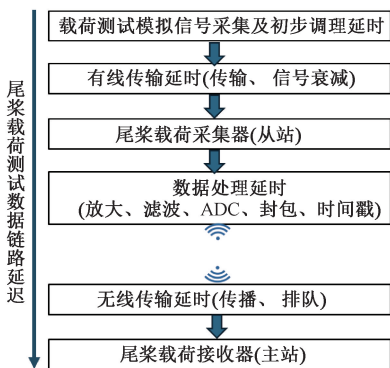 尾桨载荷测试数据链路延迟
载荷测试模拟信号采集及初步调理延时
有线传输延时(传输、信号衰减)
尾桨载荷采集器(从站)
数据处理延时
(放大、滤波、ADC、封包、时间戳)
无线传输延时(传播、排队)
尾桨载荷接收器(主站)